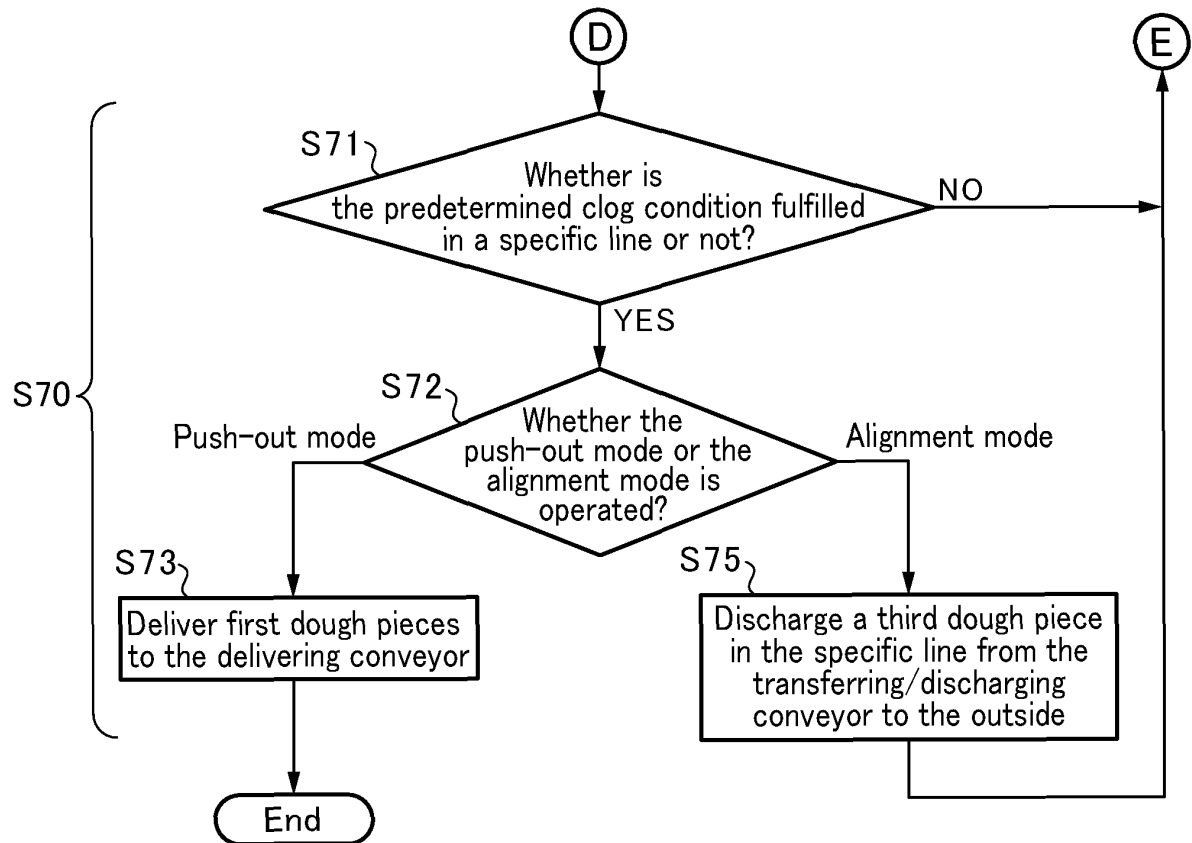 D
E
S71
Whether is
the predetermined clog condition fulfilled
in a specific line or not?
NO
YES
S70
S72
Whether the
push-out mode or the
alignment mode is
operated?
Push-out mode
Alignment mode
S73
Deliver first dough pieces
to the delivering conveyor
S75
Discharge a third dough piece
in the specific line from the
transferring/discharging
conveyor to the outside
End